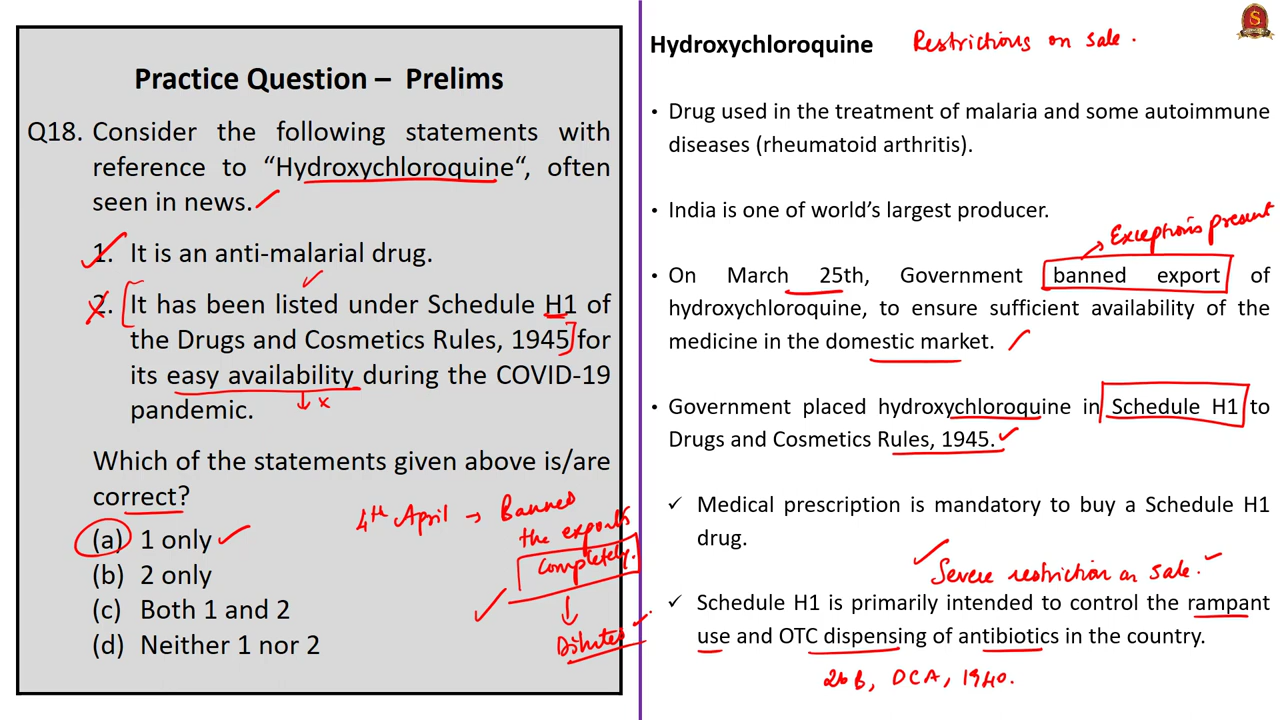 Practice Question – Prelims
Q18. Consider the following statements with
reference to “Hydroxychloroquine“, often
seen in news.
1. It is an anti-malarial drug.
2. It has been listed under Schedule H1 of
the Drugs and Cosmetics Rules, 1945 for
its easy availability during the COVID-19
pandemic.
Which of the statements given above is/are
correct?
(a) 1 only
(b) 2 only
(c) Both 1 and 2
(d) Neither 1 nor 2
4th April → Banned
the exports
completely.
Dilutes
Hydroxychloroquine
Restrictions on sale.
• Drug used in the treatment of malaria and some autoimmune
diseases (rheumatoid arthritis).
• India is one of world’s largest producer.
Exceptions present
• On March 25th, Government banned export of
hydroxychloroquine, to ensure sufficient availability of the
medicine in the domestic market.
• Government placed hydroxychloroquine in Schedule H1 to
Drugs and Cosmetics Rules, 1945.
✓ Medical prescription is mandatory to buy a Schedule H1
drug.
Severe restriction on sale.
✓ Schedule H1 is primarily intended to control the rampant
use and OTC dispensing of antibiotics in the country.
26B, DCA, 1940.
S